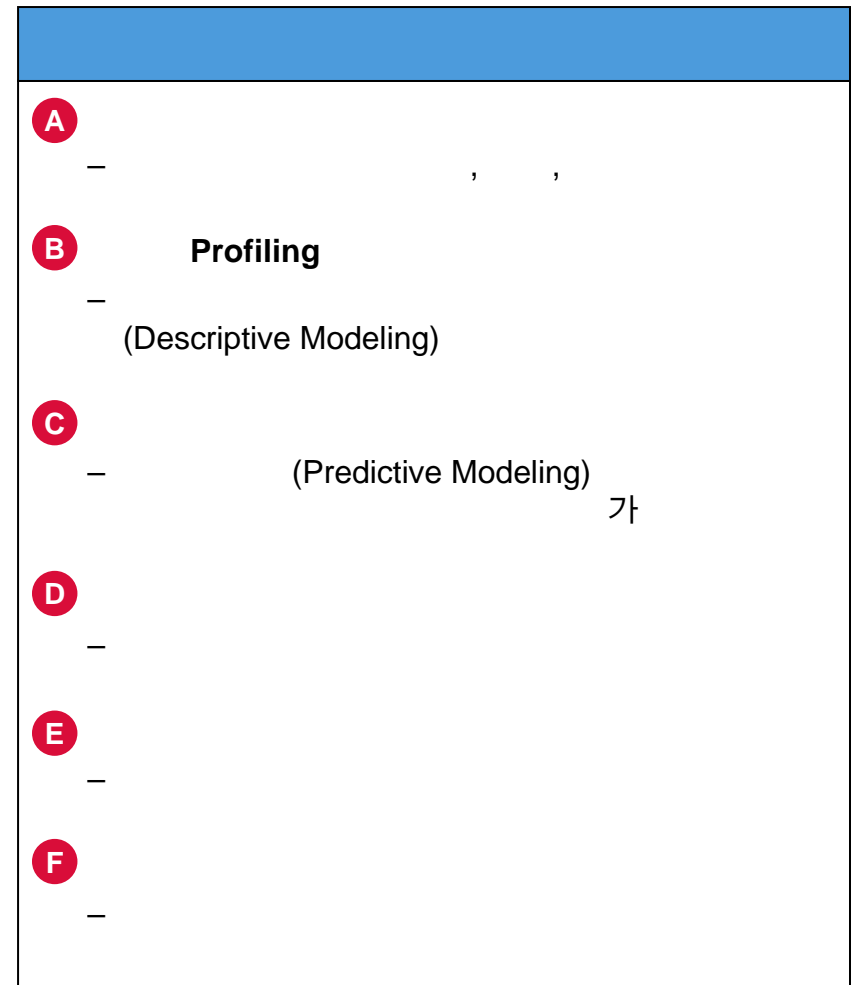 A
– , ,
B Profiling
–
(Descriptive Modeling)
C
– (Predictive Modeling)
가
D
–
E
–
F
–